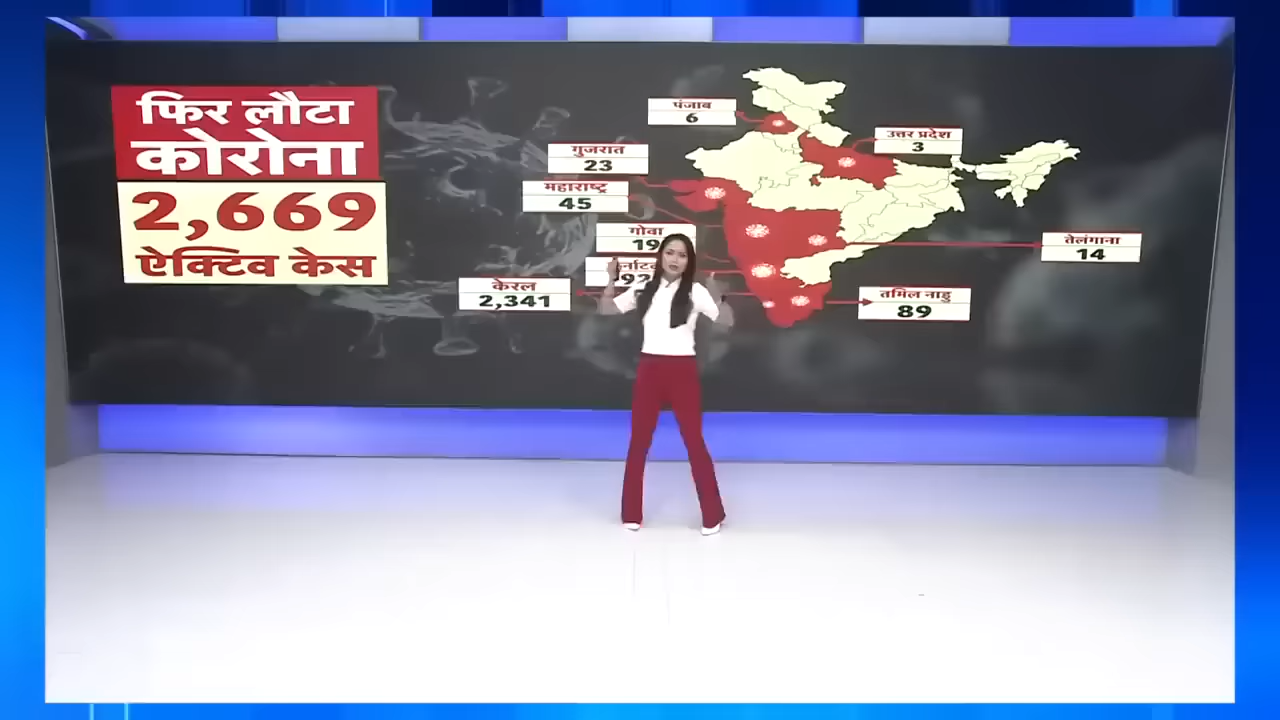 फिर लौटा
कोरोना
2,669
ऐक्टिव केस
पंजाब
6
उत्तर प्रदेश
3
गुजरात
23
महाराष्ट्र
45
गोवा
19
तेलंगाना
14
केरल
2,341
तमिल नाडु
89